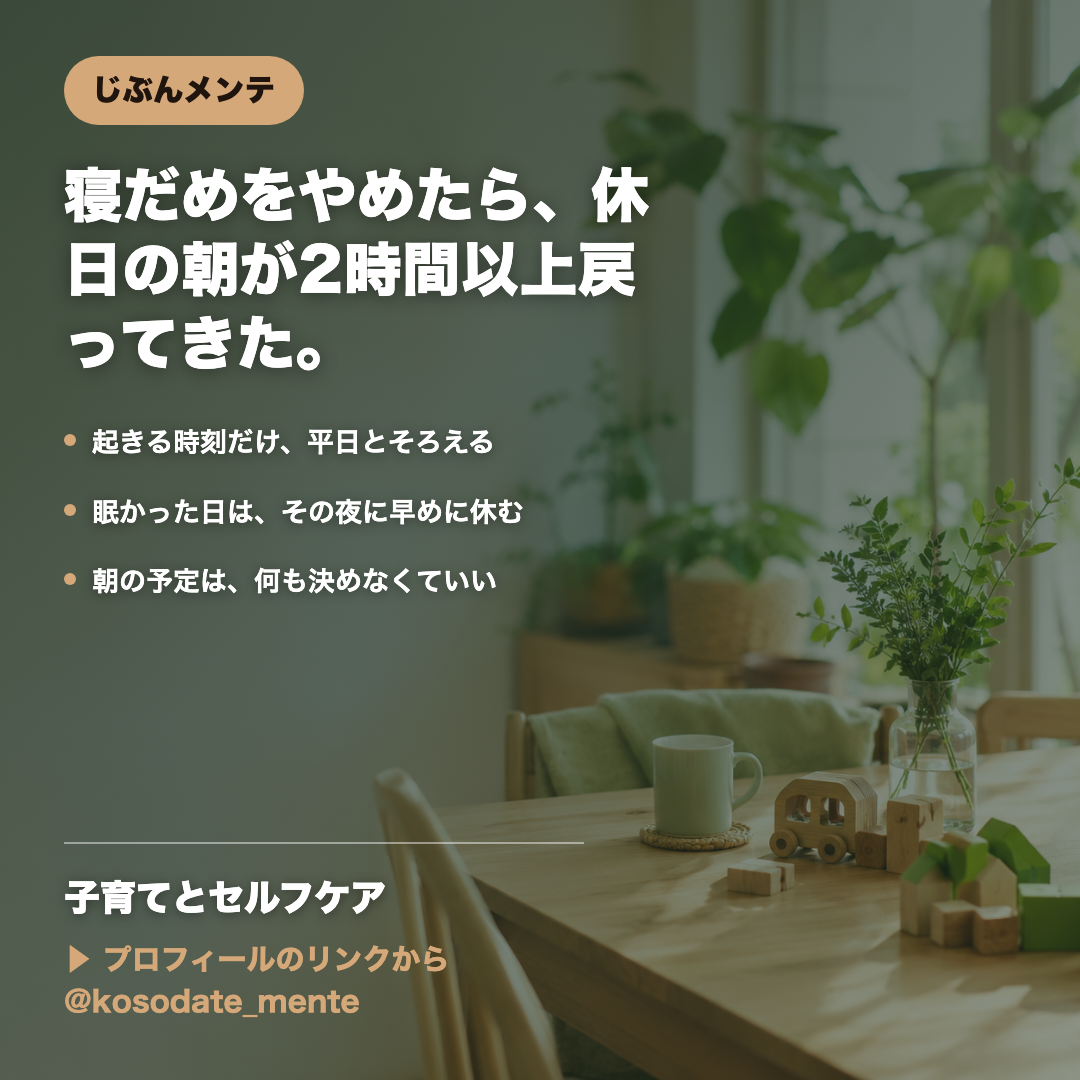 じぶんメンテ
寝だめをやめたら、休
日の朝が2時間以上戻
ってきた。
起きる時刻だけ、平日とそろえる
眠かった日は、その夜に早めに休む
朝の予定は、何も決めなくていい
子育てとセルフケア
▶ プロフィールのリンクから
@kosodate_mente